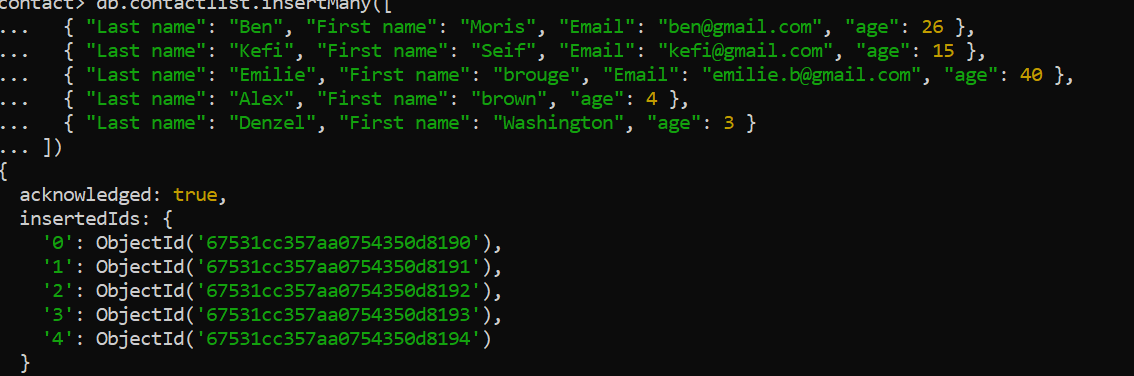 contact> db.contactlist.insertMany([
...   { "Last name": "Ben", "First name": "Moris", "Email": "ben@gmail.com", "age": 26 },
...   { "Last name": "Kefi", "First name": "Seif", "Email": "kefi@gmail.com", "age": 15 },
...   { "Last name": "Emilie", "First name": "brouge", "Email": "emilie.b@gmail.com", "age": 40 },
...   { "Last name": "Alex", "First name": "brown", "age": 4 },
...   { "Last name": "Denzel", "First name": "Washington", "age": 3 }
... ])
{
  acknowledged: true,
  insertedIds: {
    '0': ObjectId('67531cc357aa0754350d8190'),
    '1': ObjectId('67531cc357aa0754350d8191'),
    '2': ObjectId('67531cc357aa0754350d8192'),
    '3': ObjectId('67531cc357aa0754350d8193'),
    '4': ObjectId('67531cc357aa0754350d8194')
  }